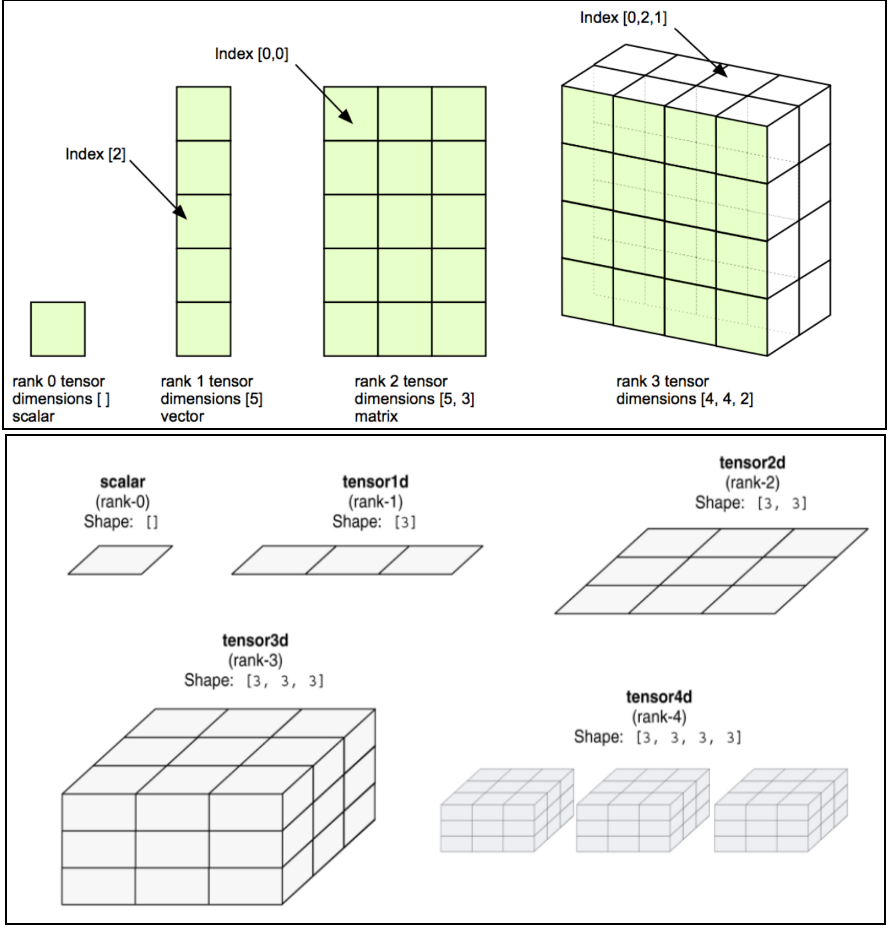 Index [0,2,1]
Index [0,0]
Index [2]
rank 0 tensor
dimensions [ ]
scalar
rank 1 tensor
dimensions [5]
vector
rank 2 tensor
dimensions [5, 3]
matrix
rank 3 tensor
dimensions [4, 4, 2]
scalar
(rank-0)
Shape: []
tensor1d
(rank-1)
Shape: [3]
tensor2d
(rank-2)
Shape: [3, 3]
tensor3d
(rank-3)
Shape: [3, 3, 3]
tensor4d
(rank-4)
Shape: [3, 3, 3, 3]